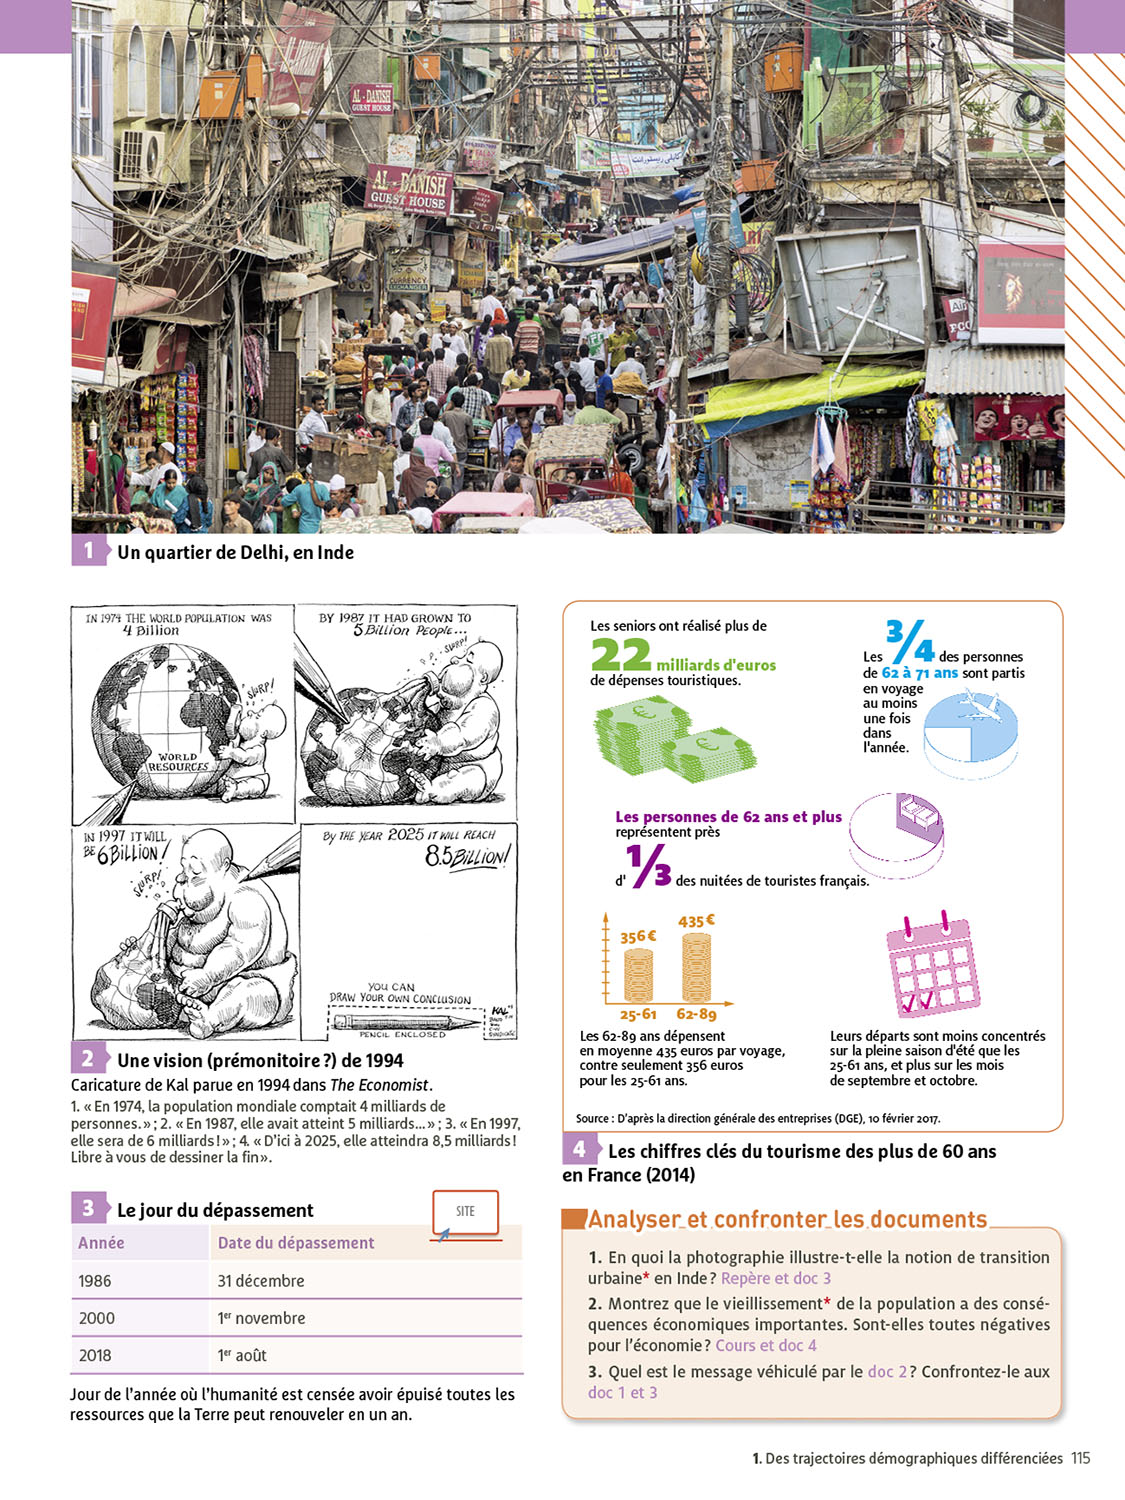 AL - DANISH
GUEST HOUSE
AL - DANISH
GUEST HOUSE
CURRENCY
EXCHANGER
Air
PCO
1 Un quartier de Delhi, en Inde
IN 1974 THE WORLD POPULATION WAS
4 Billion
SLURP!
WORLD
RESOURCES
BY 1987 IT HAD GROWN TO
5 Billion PEOPLE...
SLURP!
IN 1997 IT WILL
BE 6 BILLION!
SLURP!
BY THE YEAR 2025 IT WILL REACH
8.5 BILLION!
YOU CAN
DRAW YOUR OWN CONCLUSION
PENCIL ENCLOSED
KAL
2 Une vision (prémonitoire ?) de 1994
Caricature de Kal parue en 1994 dans The Economist.
1. « En 1974, la population mondiale comptait 4 milliards de
personnes. » ; 2. « En 1987, elle avait atteint 5 milliards... » ; 3. « En 1997,
elle sera de 6 milliards ! » ; 4. « D'ici à 2025, elle atteindra 8,5 milliards !
Libre à vous de dessiner la fin ».
3 Le jour du dépassement
SITE
Année Date du dépassement
1986 31 décembre
2000 1er novembre
2018 1er août
Jour de l'année où l'humanité est censée avoir épuisé toutes les
ressources que la Terre peut renouveler en un an.
Les seniors ont réalisé plus de
22 milliards d'euros
de dépenses touristiques.
Les 3/4 des personnes
de 62 à 71 ans sont partis
en voyage
au moins
une fois
dans
l'année.
Les personnes de 62 ans et plus
représentent près
d' 1/3 des nuitées de touristes français.
356 € 435 €
25-61 62-89
Les 62-89 ans dépensent
en moyenne 435 euros par voyage,
contre seulement 356 euros
pour les 25-61 ans.
Leurs départs sont moins concentrés
sur la pleine saison d'été que les
25-61 ans, et plus sur les mois
de septembre et octobre.
Source : D'après la direction générale des entreprises (DGE), 10 février 2017.
4 Les chiffres clés du tourisme des plus de 60 ans
en France (2014)
Analyser et confronter les documents
1. En quoi la photographie illustre-t-elle la notion de transition
urbaine* en Inde ? Repère et doc 3
2. Montrez que le vieillissement* de la population a des consé-
quences économiques importantes. Sont-elles toutes négatives
pour l'économie ? Cours et doc 4
3. Quel est le message véhiculé par le doc 2 ? Confrontez-le aux
doc 1 et 3
1. Des trajectoires démographiques différenciées 115